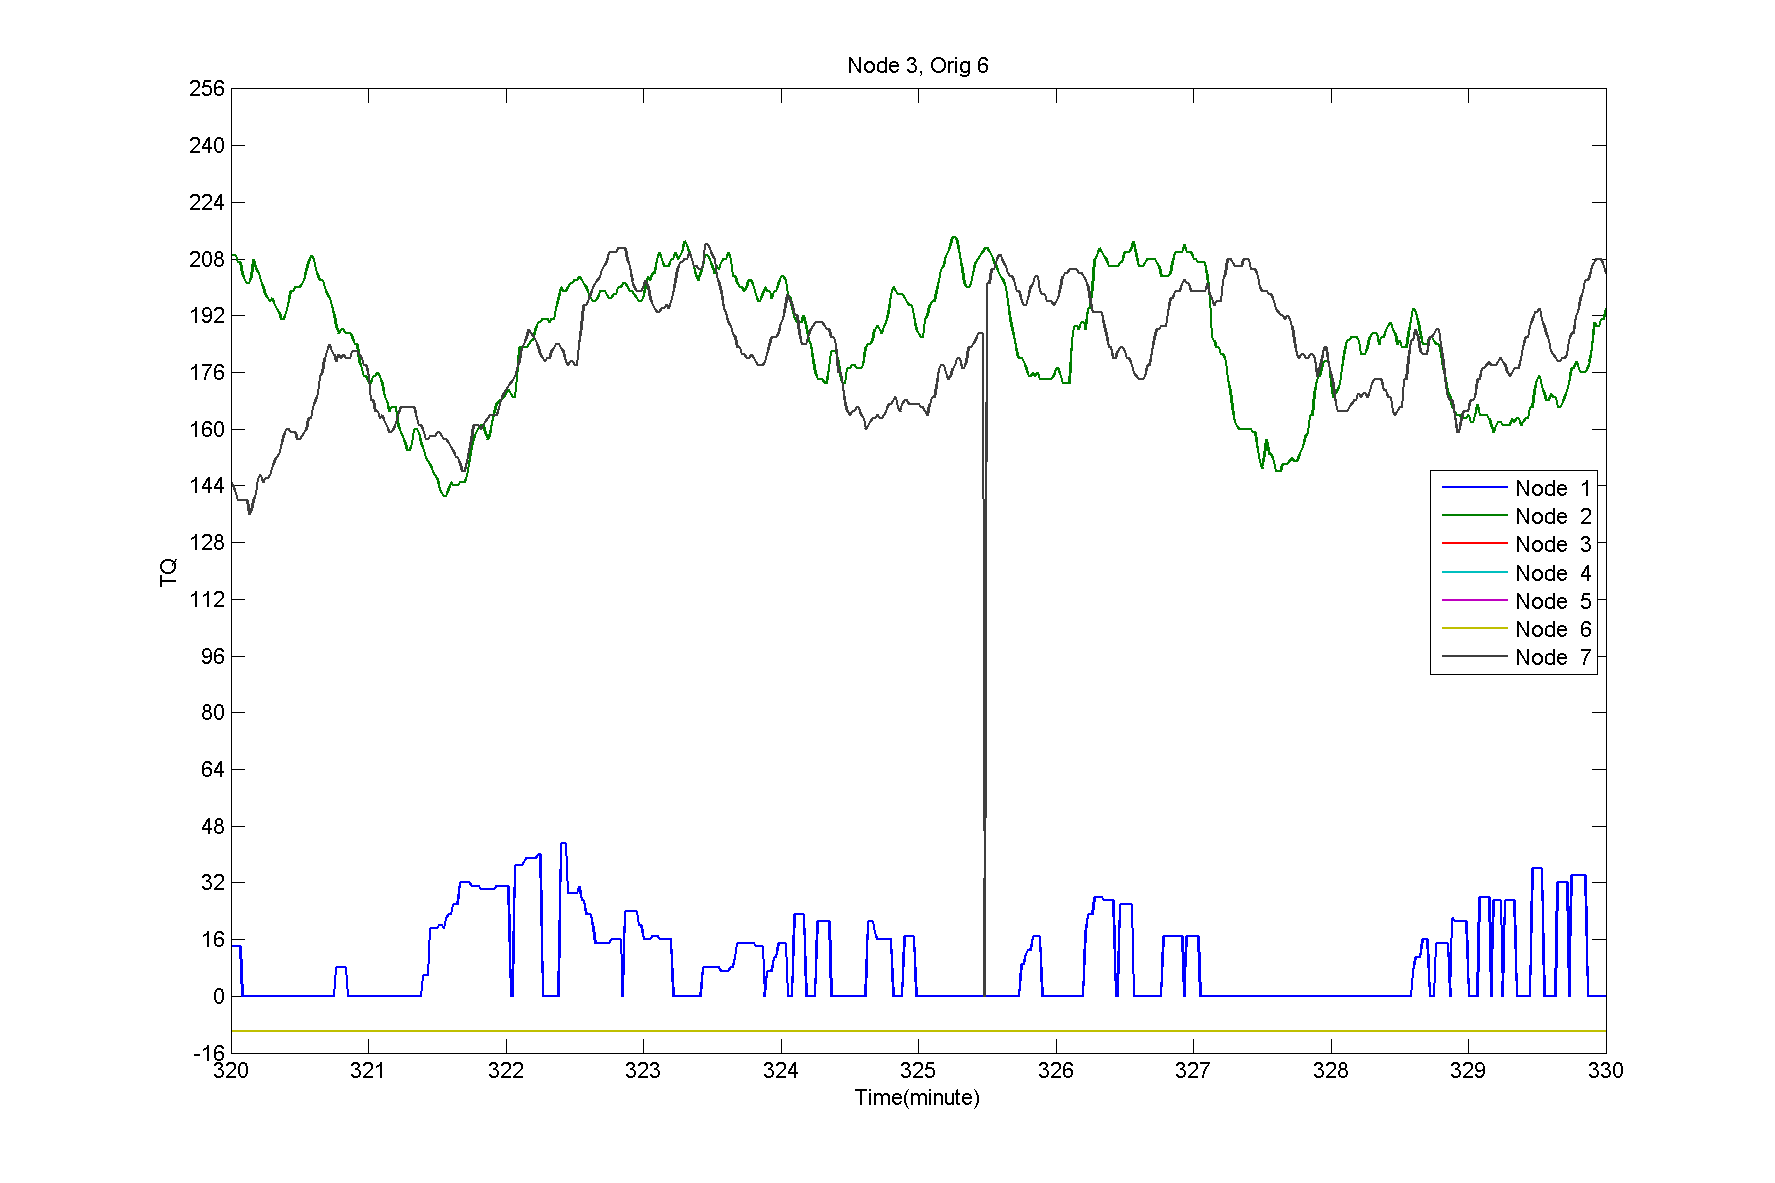 Node 3, Orig 6
256
240
224
208
192
176
160
144
128
112
96
80
64
48
32
16
0
-16
TQ
Node 1
Node 2
Node 3
Node 4
Node 5
Node 6
Node 7
320 321 322 323 324 325 326 327 328 329 330
Time(minute)